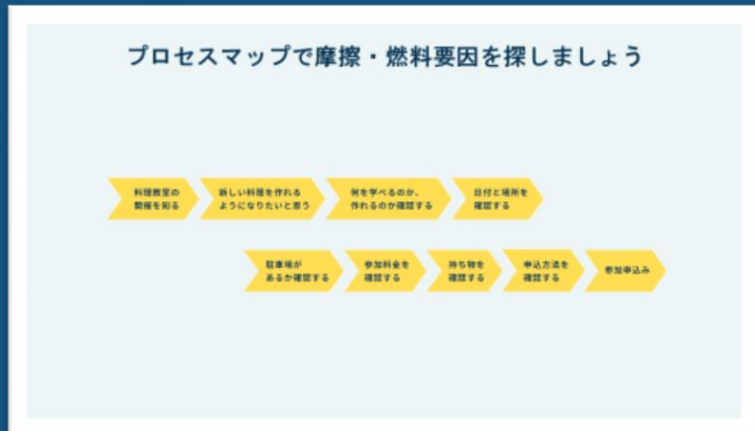 プロセスマップで摩擦・燃料要因を探しましょう
料理教室の
開催を知る
新しい料理を作れる
ようになりたいと思う
何を学べるのか、
作れるのか確認する
日付と場所を
確認する
駐車場が
あるか確認する
参加料金を
確認する
持ち物を
確認する
申込方法を
確認する
参加申込み